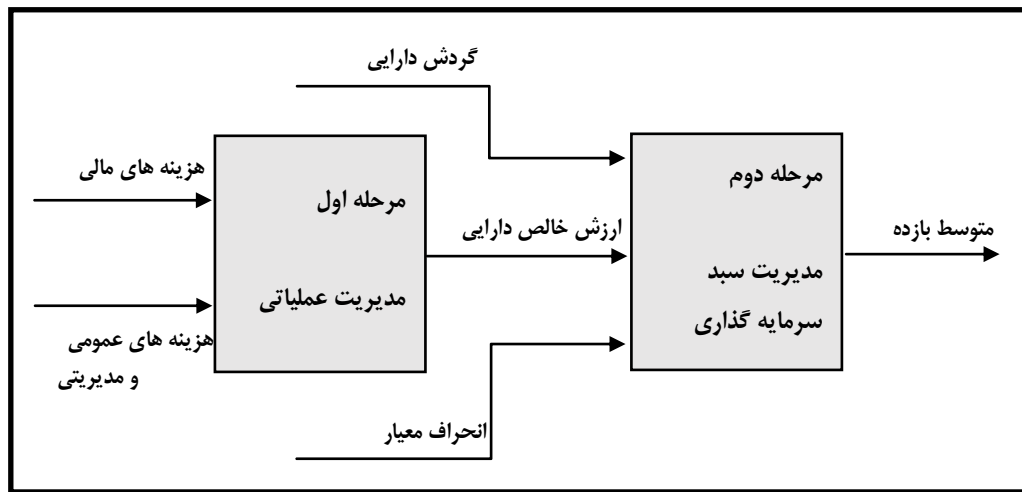 گردش دارایی
هزینه های مالی
مرحله اول
مدیریت عملیاتی
هزینه های عمومی
و مدیریتی
ارزش خالص دارایی
انحراف معیار
مرحله دوم
مدیریت سبد
سرمایه گذاری
متوسط بازده